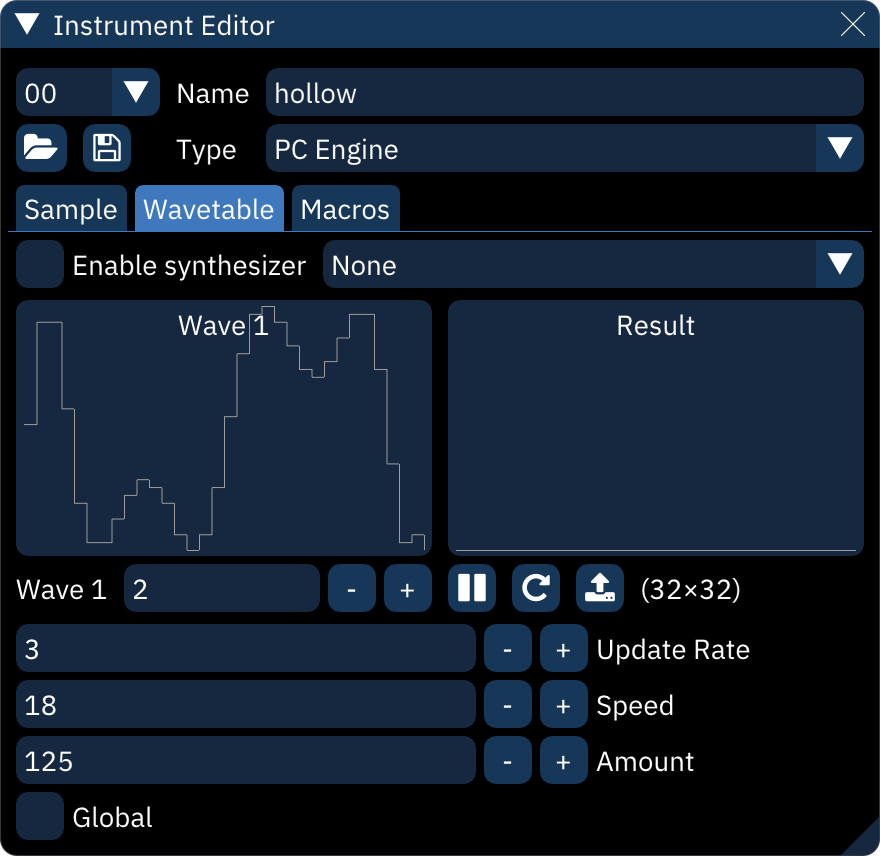 Instrument Editor
00 Name hollow
Type PC Engine
Sample Wavetable Macros
Enable synthesizer None
Wave 1 Result
Wave 1 2 - + (32×32)
3 - + Update Rate
18 - + Speed
125 - + Amount
Global